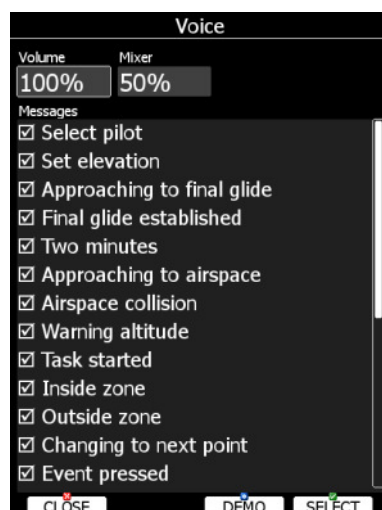 Voice
Volume Mixer
100% 50%
Messages
Select pilot
Set elevation
Approaching to final glide
Final glide established
Two minutes
Approaching to airspace
Airspace collision
Warning altitude
Task started
Inside zone
Outside zone
Changing to next point
Event pressed
CLOSE DEMO SELECT